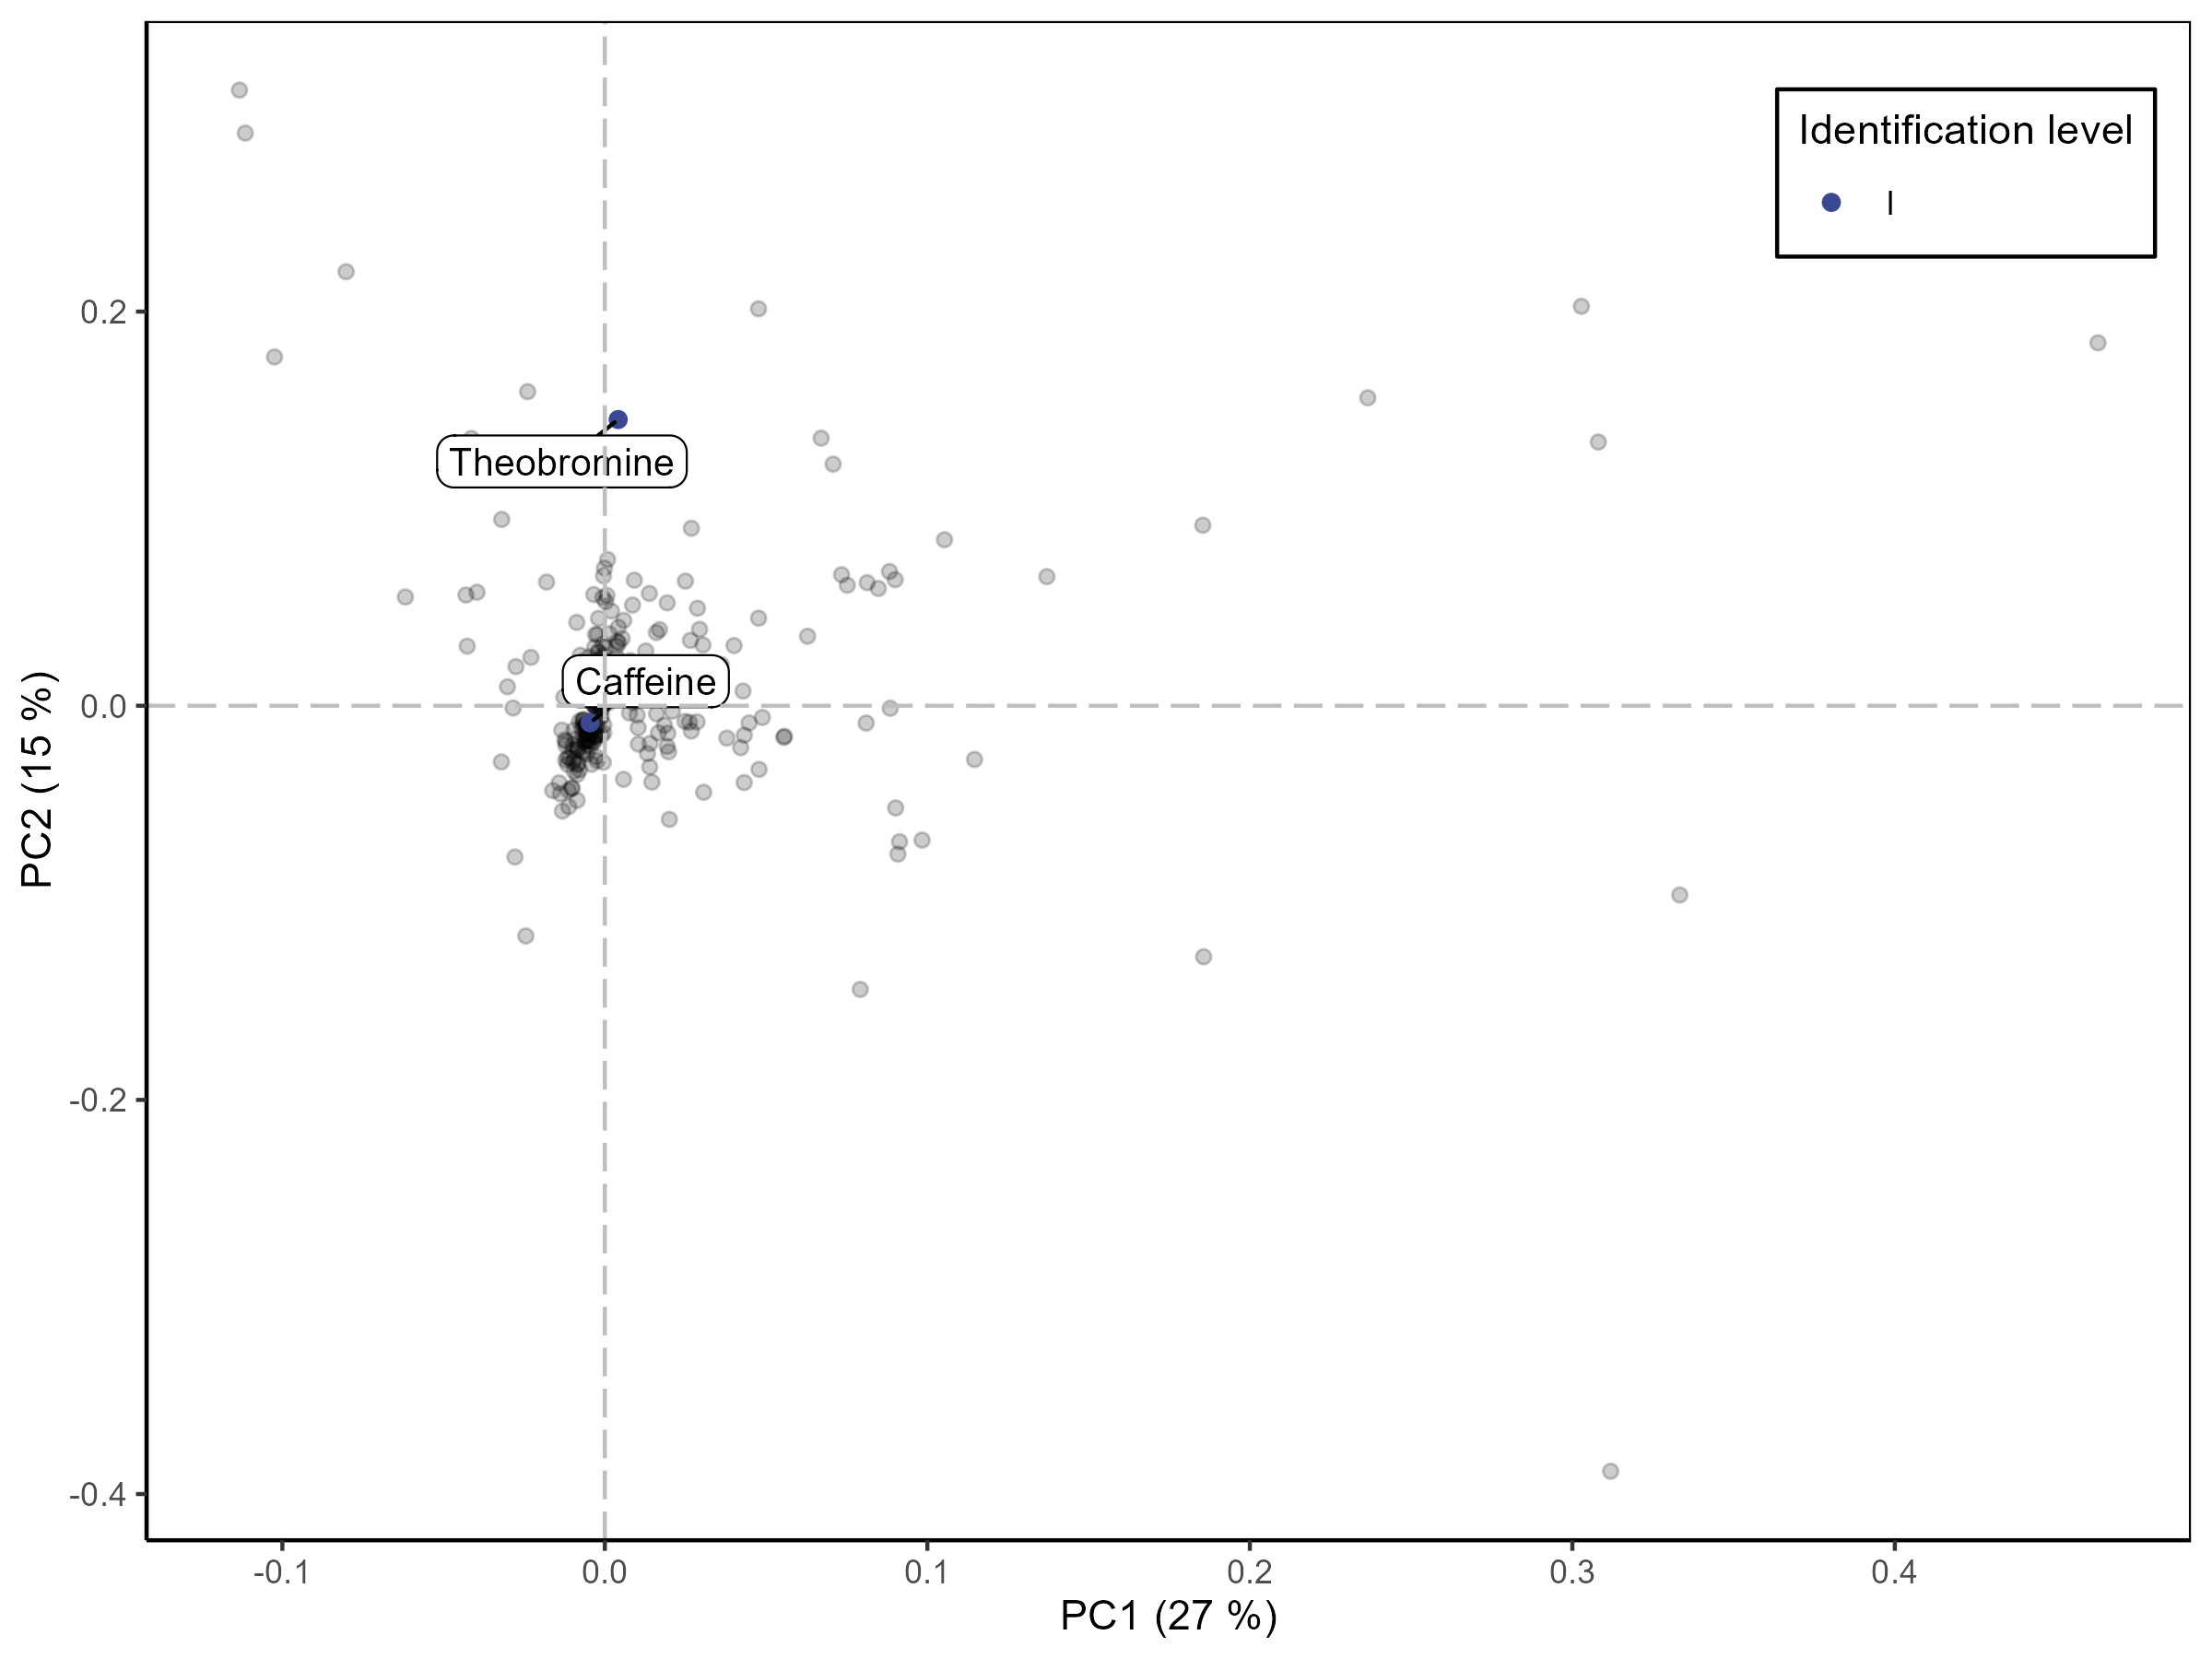 Identification level
I
0.2
Theobromine
Caffeine
0.0
PC2 (15 %)
-0.2
-0.4
-0.1
0.0
0.1
0.2
0.3
0.4
PC1 (27 %)